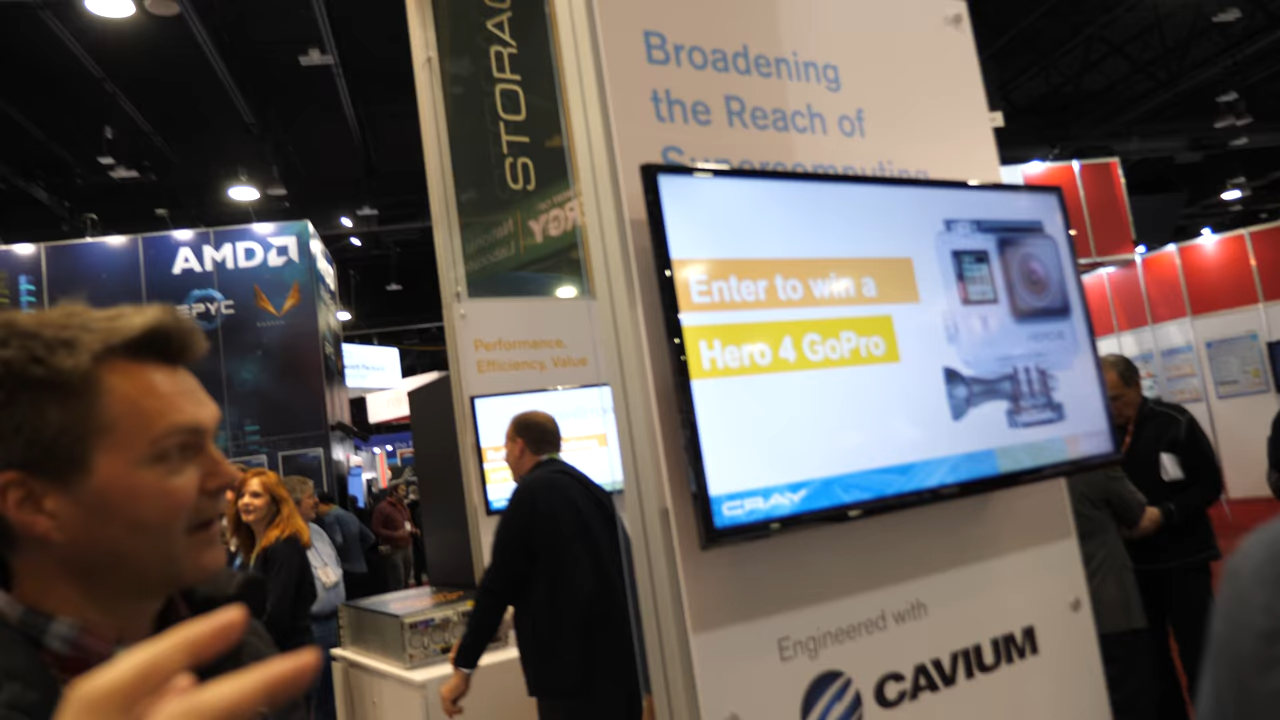 STORAG
Broadening
the Reach of
Supercomputing
AMD
EPYC
Performance,
Efficiency, Value
Enter to win a
Hero 4 GoPro
CRAY
Engineered with
CAVIUM